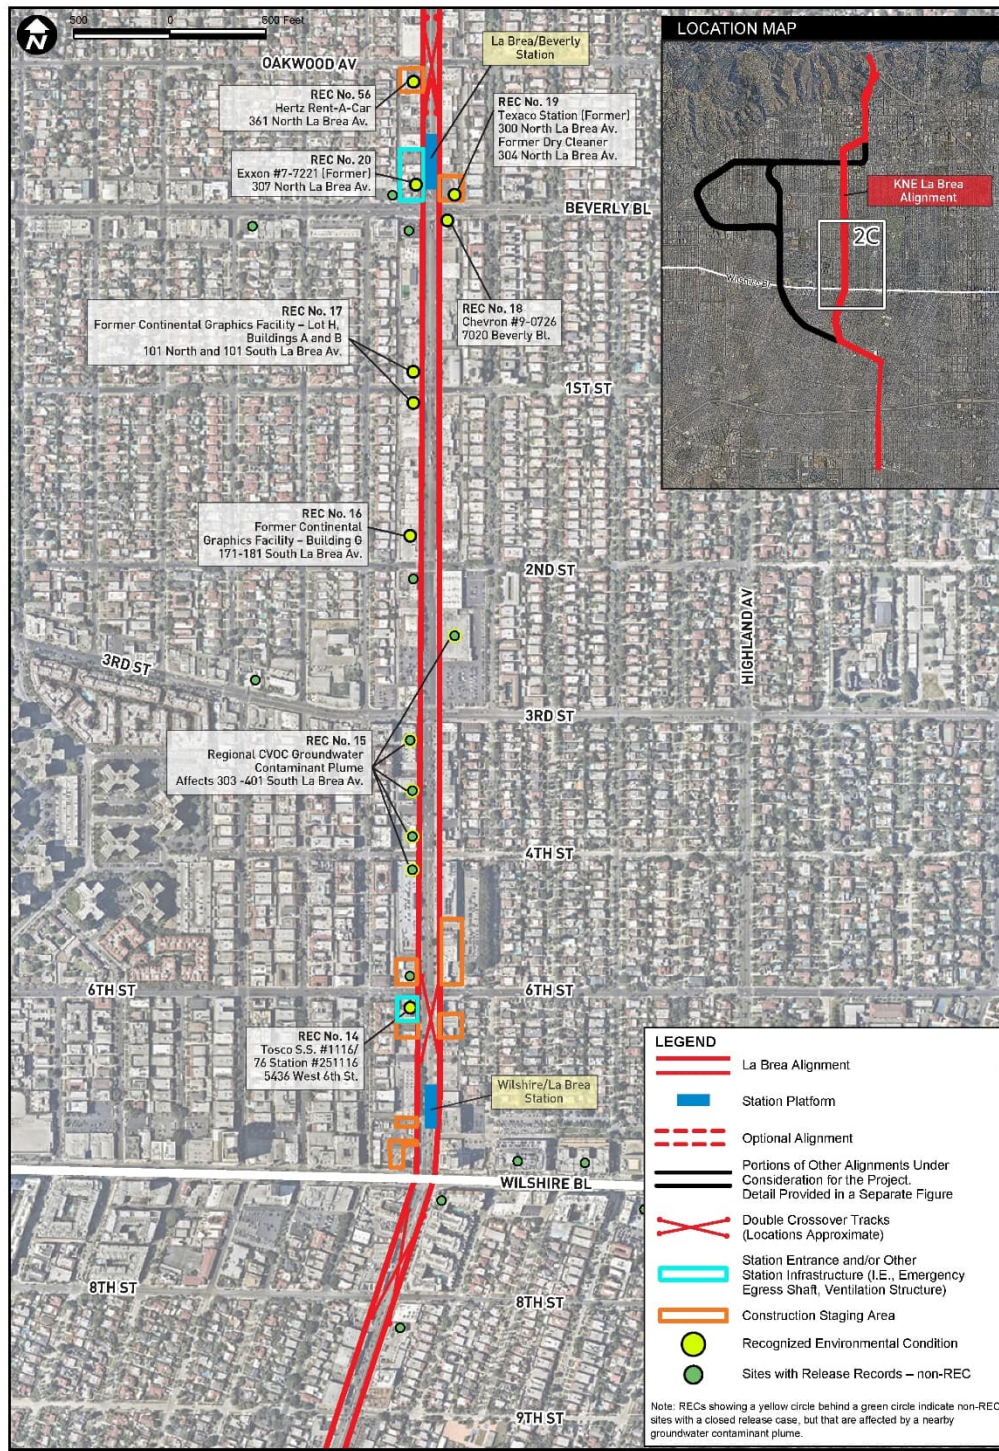 500 0 500 Feet
N
OAKWOOD AV
La Brea/Beverly
Station
REC No. 56
Hertz Rent-A-Car
361 North La Brea Av.
REC No. 19
Texaco Station (Former)
300 North La Brea Av.
Former Dry Cleaner
304 North La Brea Av.
REC No. 20
Exxon #7-7221 (Former)
307 North La Brea Av.
BEVERLY BL
REC No. 17
Former Continental Graphics Facility – Lot H,
Buildings A and B
101 North and 101 South La Brea Av.
REC No. 18
Chevron #9-0726
7020 Beverly Bl.
1ST ST
REC No. 16
Former Continental
Graphics Facility – Building G
171-181 South La Brea Av.
2ND ST
HIGHLAND AV
3RD ST
3RD ST
REC No. 15
Regional CVOC Groundwater
Contaminant Plume
Affects 303 -401 South La Brea Av.
4TH ST
6TH ST
6TH ST
REC No. 14
Tosco S.S. #1116/
76 Station #251116
5436 West 6th St.
Wilshire/La Brea
Station
WILSHIRE BL
8TH ST
8TH ST
9TH ST
LOCATION MAP
KNE La Brea
Alignment
2C
Wilshire Bl
LEGEND
La Brea Alignment
Station Platform
Optional Alignment
Portions of Other Alignments Under
Consideration for the Project.
Detail Provided in a Separate Figure
Double Crossover Tracks
(Locations Approximate)
Station Entrance and/or Other
Station Infrastructure (I.E., Emergency
Egress Shaft, Ventilation Structure)
Construction Staging Area
Recognized Environmental Condition
Sites with Release Records – non-REC
Note: RECs showing a yellow circle behind a green circle indicate non-REC
sites with a closed release case, but that are affected by a nearby
groundwater contaminant plume.